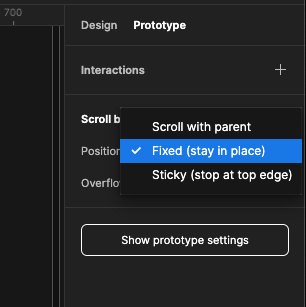 700
Design Prototype
Interactions
Scroll b
Scroll with parent
Position
Fixed (stay in place)
Overflo
Sticky (stop at top edge)
Show prototype settings